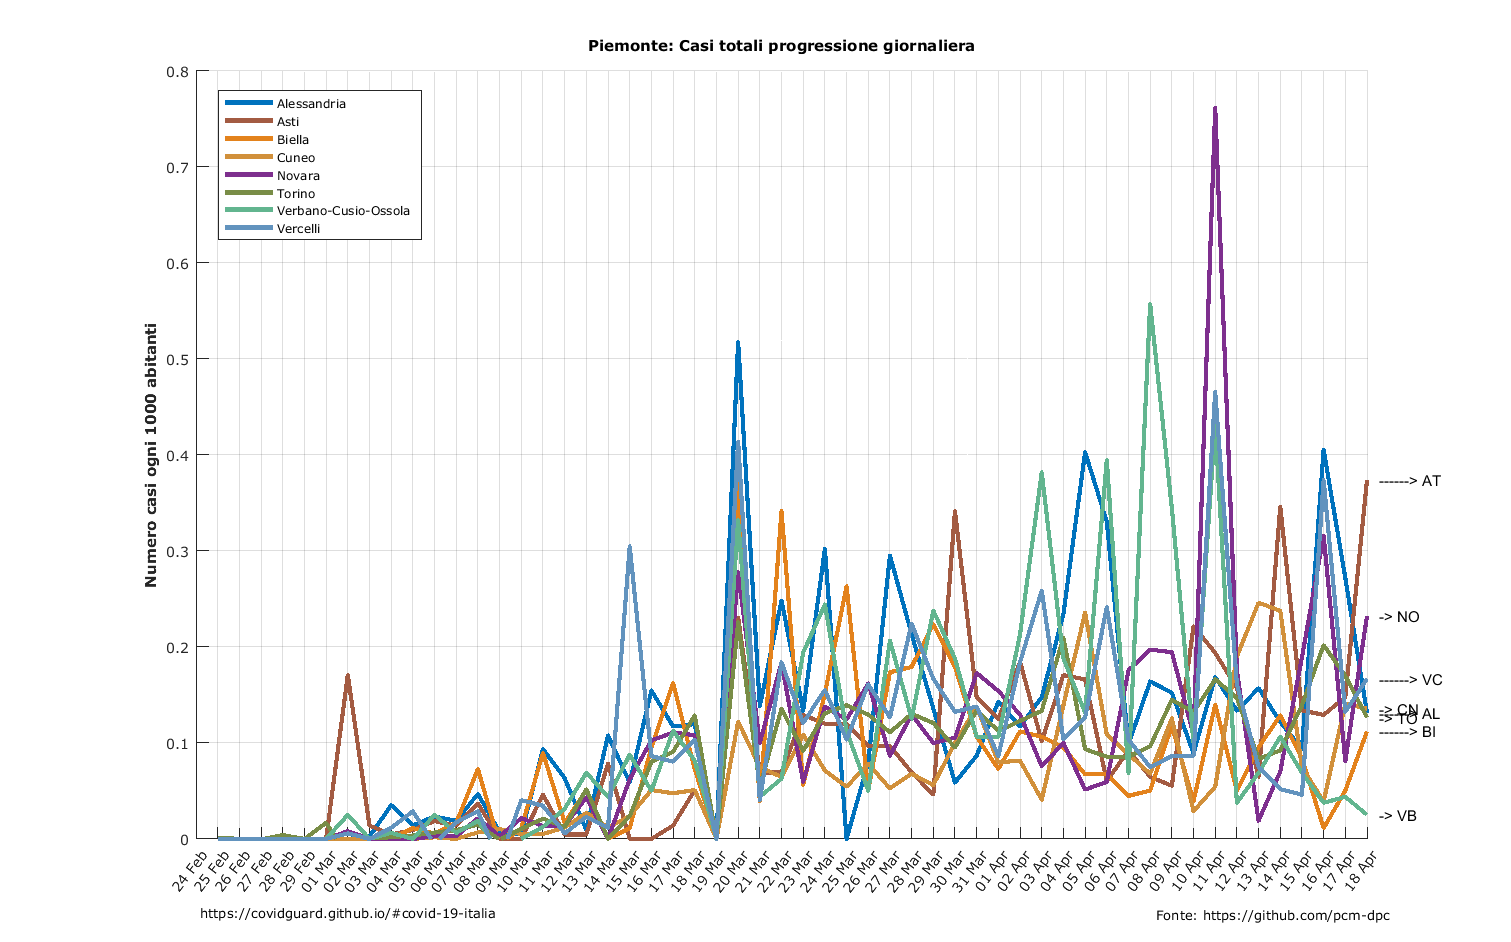 Piemonte: Casi totali progressione giornaliera
0.8
0.7
0.6
0.5
0.4
0.3
0.2
0.1
0
Numero casi ogni 1000 abitanti
Alessandria
Asti
Biella
Cuneo
Novara
Torino
Verbano-Cusio-Ossola
Vercelli
------> AT
-> NO
------> VC
-> CN
------> AL
-> TO
------> BI
-> VB
24 Feb
25 Feb
26 Feb
27 Feb
28 Feb
29 Feb
01 Mar
02 Mar
03 Mar
04 Mar
05 Mar
06 Mar
07 Mar
08 Mar
09 Mar
10 Mar
11 Mar
12 Mar
13 Mar
14 Mar
15 Mar
16 Mar
17 Mar
18 Mar
19 Mar
20 Mar
21 Mar
22 Mar
23 Mar
24 Mar
25 Mar
26 Mar
27 Mar
28 Mar
29 Mar
30 Mar
31 Mar
01 Apr
02 Apr
03 Apr
04 Apr
05 Apr
06 Apr
07 Apr
08 Apr
09 Apr
10 Apr
11 Apr
12 Apr
13 Apr
14 Apr
15 Apr
16 Apr
17 Apr
18 Apr
https://covidguard.github.io/#covid-19-italia
Fonte: https://github.com/pcm-dpc